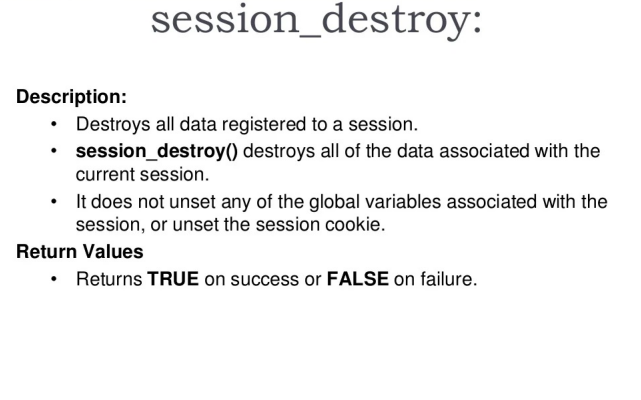 session_destroy:
Description:
• Destroys all data registered to a session.
• session_destroy() destroys all of the data associated with the
current session.
• It does not unset any of the global variables associated with the
session, or unset the session cookie.
Return Values
• Returns TRUE on success or FALSE on failure.